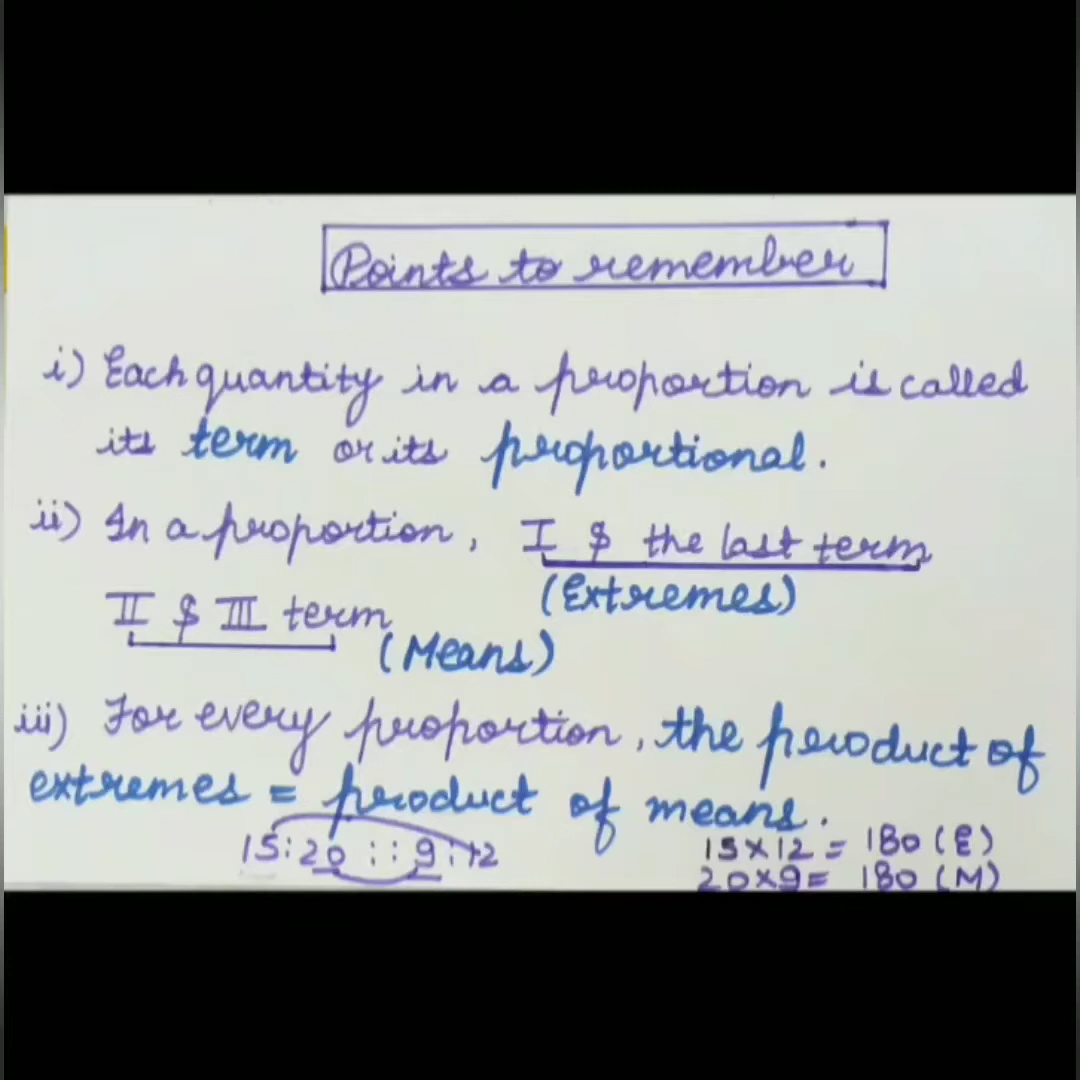 Points to remember
i) Each quantity in a proportion is called
its term or its proportional.
ii) In a proportion, I & the last term
(Extremes)
II & III term
(Means)
iii) For every proportion, the product of
extremes = product of means.
15:20 :: 9:12
15×12 = 180 (E)
20×9= 180 (M)